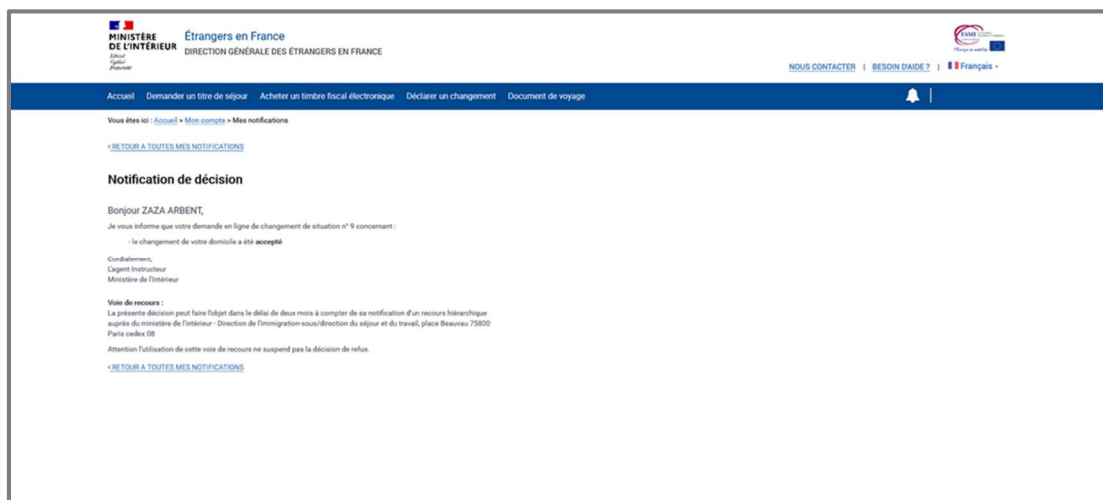 MINISTÈRE
DE L'INTÉRIEUR
Liberté
Égalité
Fraternité
Étrangers en France
DIRECTION GÉNÉRALE DES ÉTRANGERS EN FRANCE
FAMI
NOUS CONTACTER | BESOIN D'AIDE ? | Français
Accueil Demander un titre de séjour Acheter un timbre fiscal électronique Déclarer un changement Document de voyage
Vous êtes ici : Accueil > Mon compte > Mes notifications
< RETOUR A TOUTES MES NOTIFICATIONS
Notification de décision
Bonjour ZAZA ARBENT,
Je vous informe que votre demande en ligne de changement de situation n° 9 concernant :
- le changement de votre domicile a été accepté
Cordialement,
L'agent Instructeur
Ministère de l'Intérieur
Voie de recours :
La présente décision peut faire l'objet dans le délai de deux mois à compter de sa notification d'un recours hiérarchique
auprès du ministère de l'intérieur - Direction de l'immigration-sous/direction du séjour et du travail, place Beauvau 75800
Paris cedex 08
Attention l'utilisation de cette voie de recours ne suspend pas la décision de refus.
< RETOUR A TOUTES MES NOTIFICATIONS